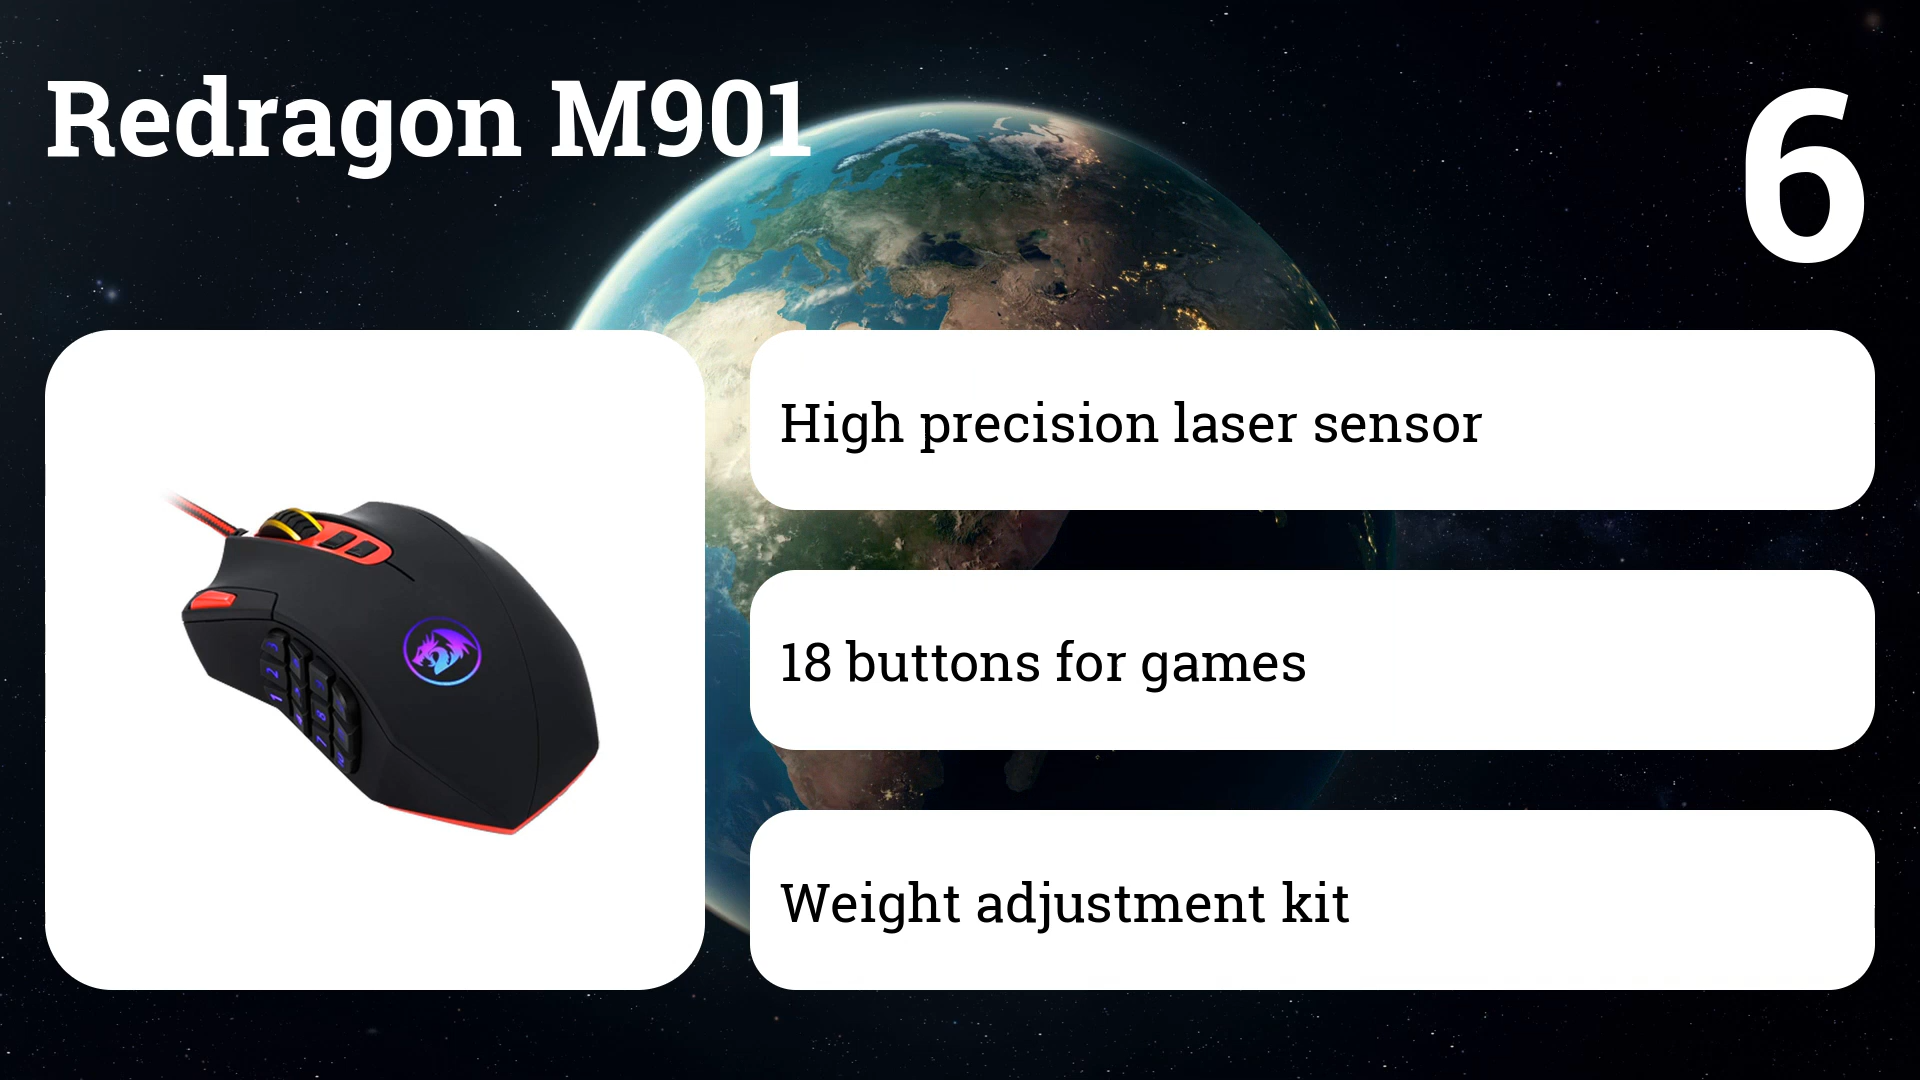 Redragon M901
6
High precision laser sensor
18 buttons for games
Weight adjustment kit